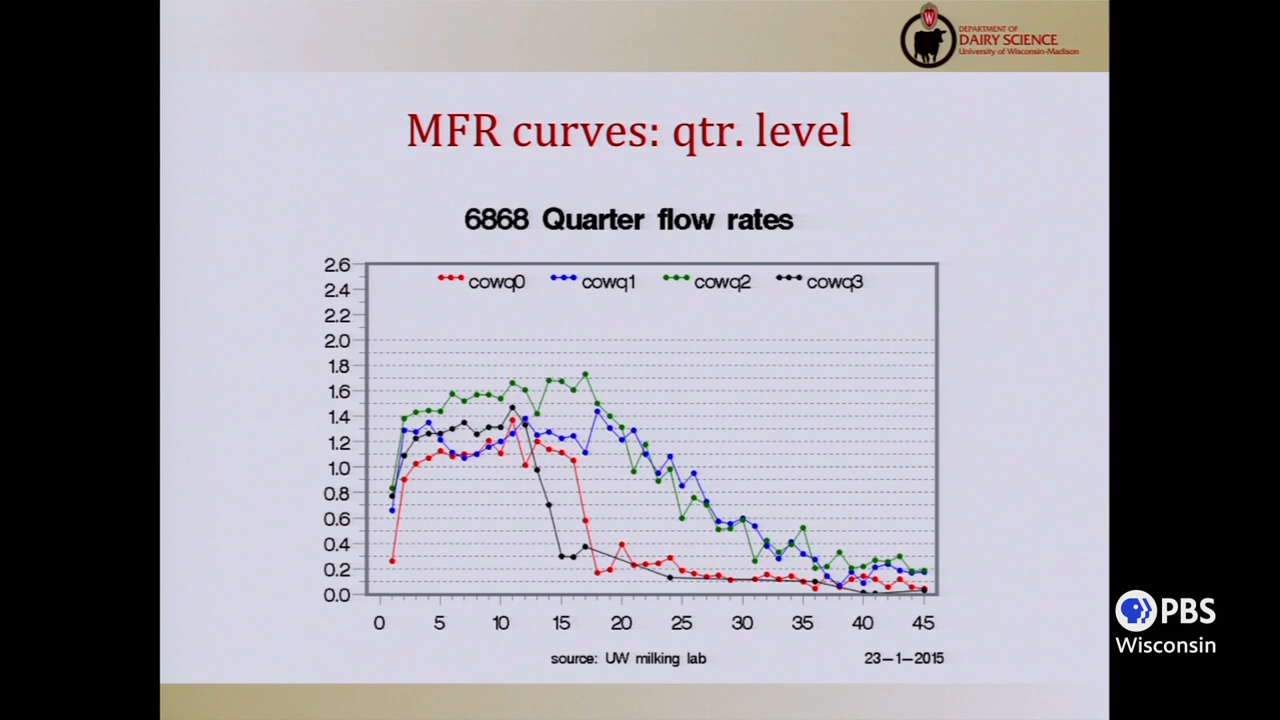 W
DEPARTMENT OF
DAIRY SCIENCE
University of Wisconsin-Madison
MFR curves: qtr. level
6868 Quarter flow rates
cowq0 cowq1 cowq2 cowq3
2.6
2.4
2.2
2.0
1.8
1.6
1.4
1.2
1.0
0.8
0.6
0.4
0.2
0.0
0 5 10 15 20 25 30 35 40 45
source: UW milking lab 23-1-2015
PBS
Wisconsin